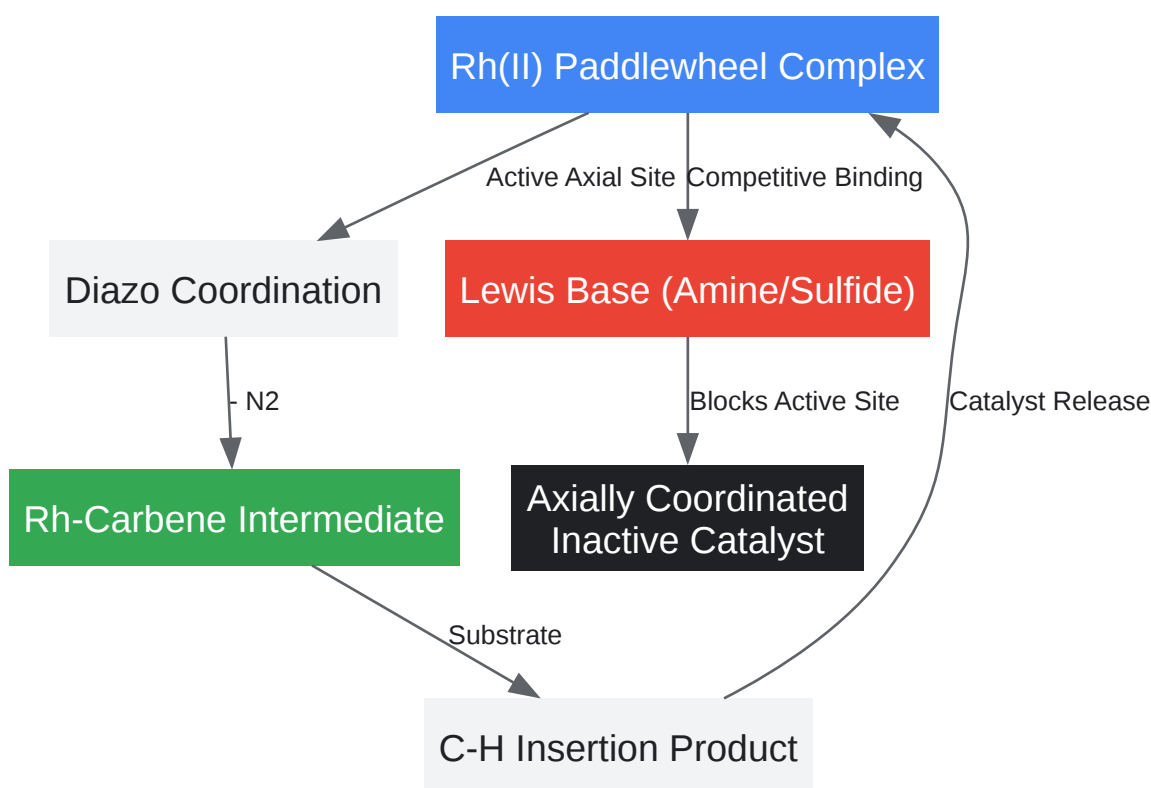 Rh(II) Paddlewheel Complex
Active Axial Site
Competitive Binding
Diazo Coordination
Lewis Base (Amine/Sulfide)
- N2
Blocks Active Site
Catalyst Release
Rh-Carbene Intermediate
Axially Coordinated
Inactive Catalyst
Substrate
C-H Insertion Product